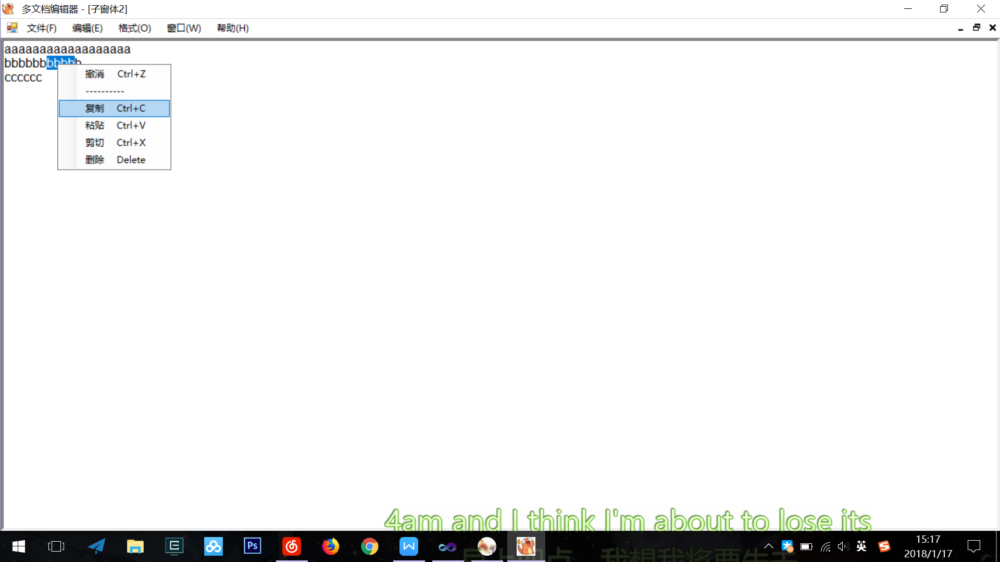 多文档编辑器 - [子窗体2]
文件(F) 编辑(E) 格式(O) 窗口(W) 帮助(H)
aaaaaaaaaaaaaaaaaa
bbbbbbbbbbb
cccccc
撤消 Ctrl+Z
----------
复制 Ctrl+C
粘贴 Ctrl+V
剪切 Ctrl+X
删除 Delete
4am and I think I'm about to lose its
Ps
英
15:17
2018/1/17